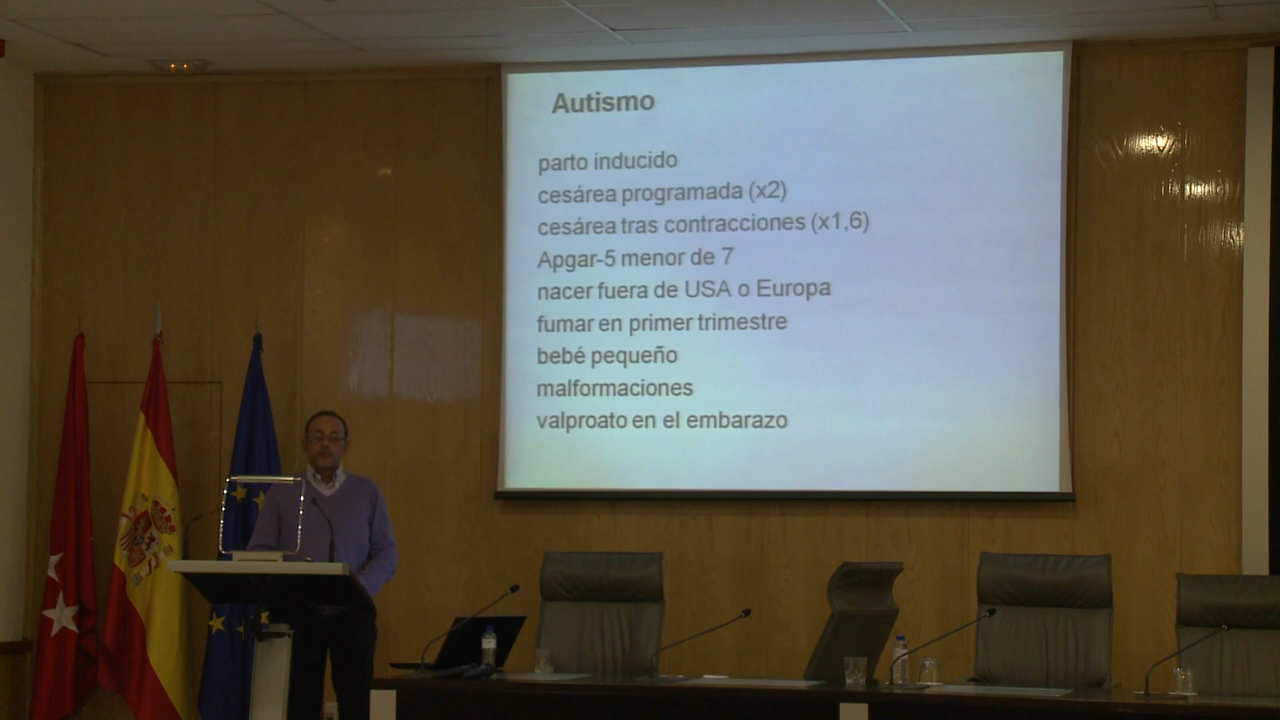 Autismo
parto inducido
cesárea programada (x2)
cesárea tras contracciones (x1,6)
Apgar-5 menor de 7
nacer fuera de USA o Europa
fumar en primer trimestre
bebé pequeño
malformaciones
valproato en el embarazo